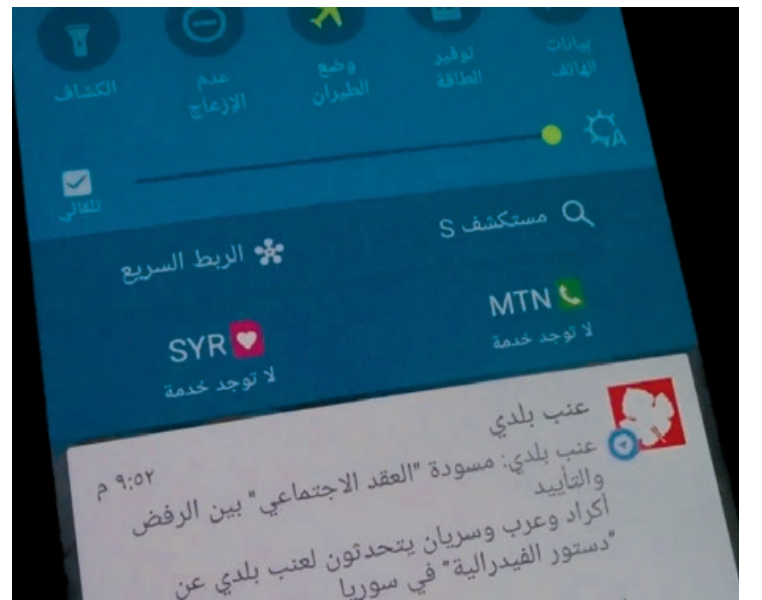 بيانات
الهاتف
توفير
الطاقة
وضع
الطيران
عدم
الإزعاج
الكشاف
A
تلقائي
مستكشف S
الربط السريع
MTN
لا توجد خدمة
SYR
لا توجد خدمة
عنب بلدي
٩:٥٢ م
عنب بلدي: مسودة "العقد الاجتماعي" بين الرفض
والتأييد
أكراد وعرب وسريان يتحدثون لعنب بلدي عن
"دستور الفيدرالية" في سوريا